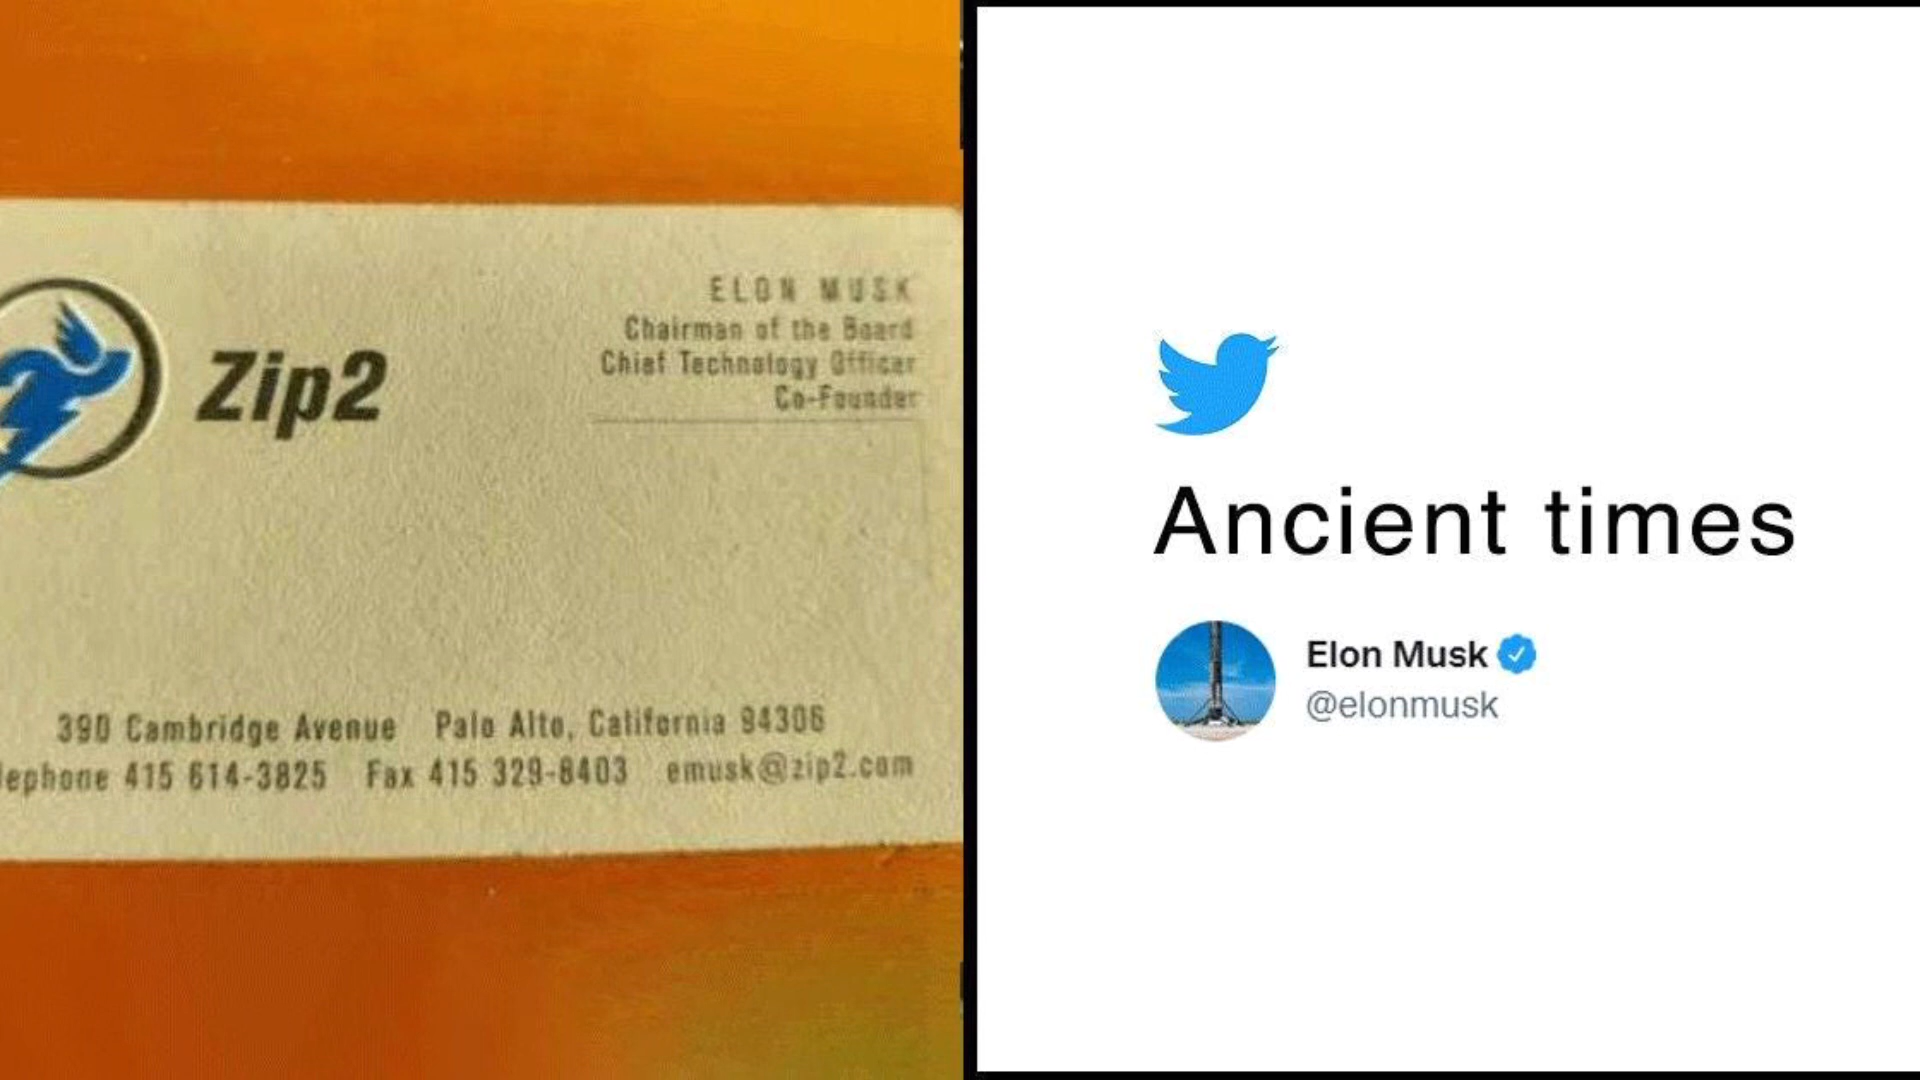 Zip2
ELON MUSK
Chairman of the Board
Chief Technology Officer
Co-Founder
390 Cambridge Avenue Palo Alto, California 94306
lephone 415 614-3825 Fax 415 329-8403 emusk@zip2.com
Ancient times
Elon Musk
@elonmusk